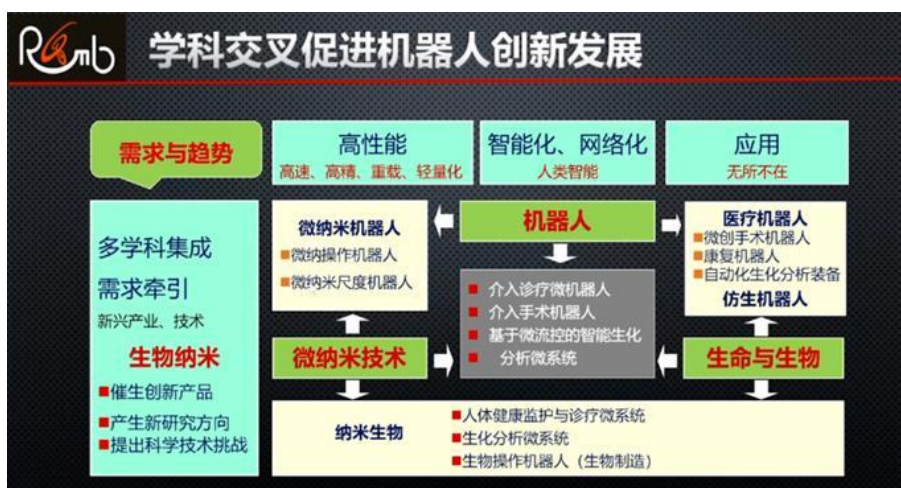 RQmb
学科交叉促进机器人创新发展
需求与趋势
高性能
高速、高精、重载、轻量化
智能化、网络化
人类智能
应用
无所不在
多学科集成
需求牵引
新兴产业、技术
生物纳米
■催生创新产品
■产生新研究方向
■提出科学技术挑战
微纳米机器人
■微纳操作机器人
■微纳米尺度机器人
机器人
医疗机器人
■微创手术机器人
■康复机器人
■自动化生化分析装备
仿生机器人
■ 介入诊疗微机器人
■ 介入手术机器人
■ 基于微流控的智能生化
■ 分析微系统
微纳米技术
生命与生物
纳米生物
■人体健康监护与诊疗微系统
■生化分析微系统
■生物操作机器人（生物制造）